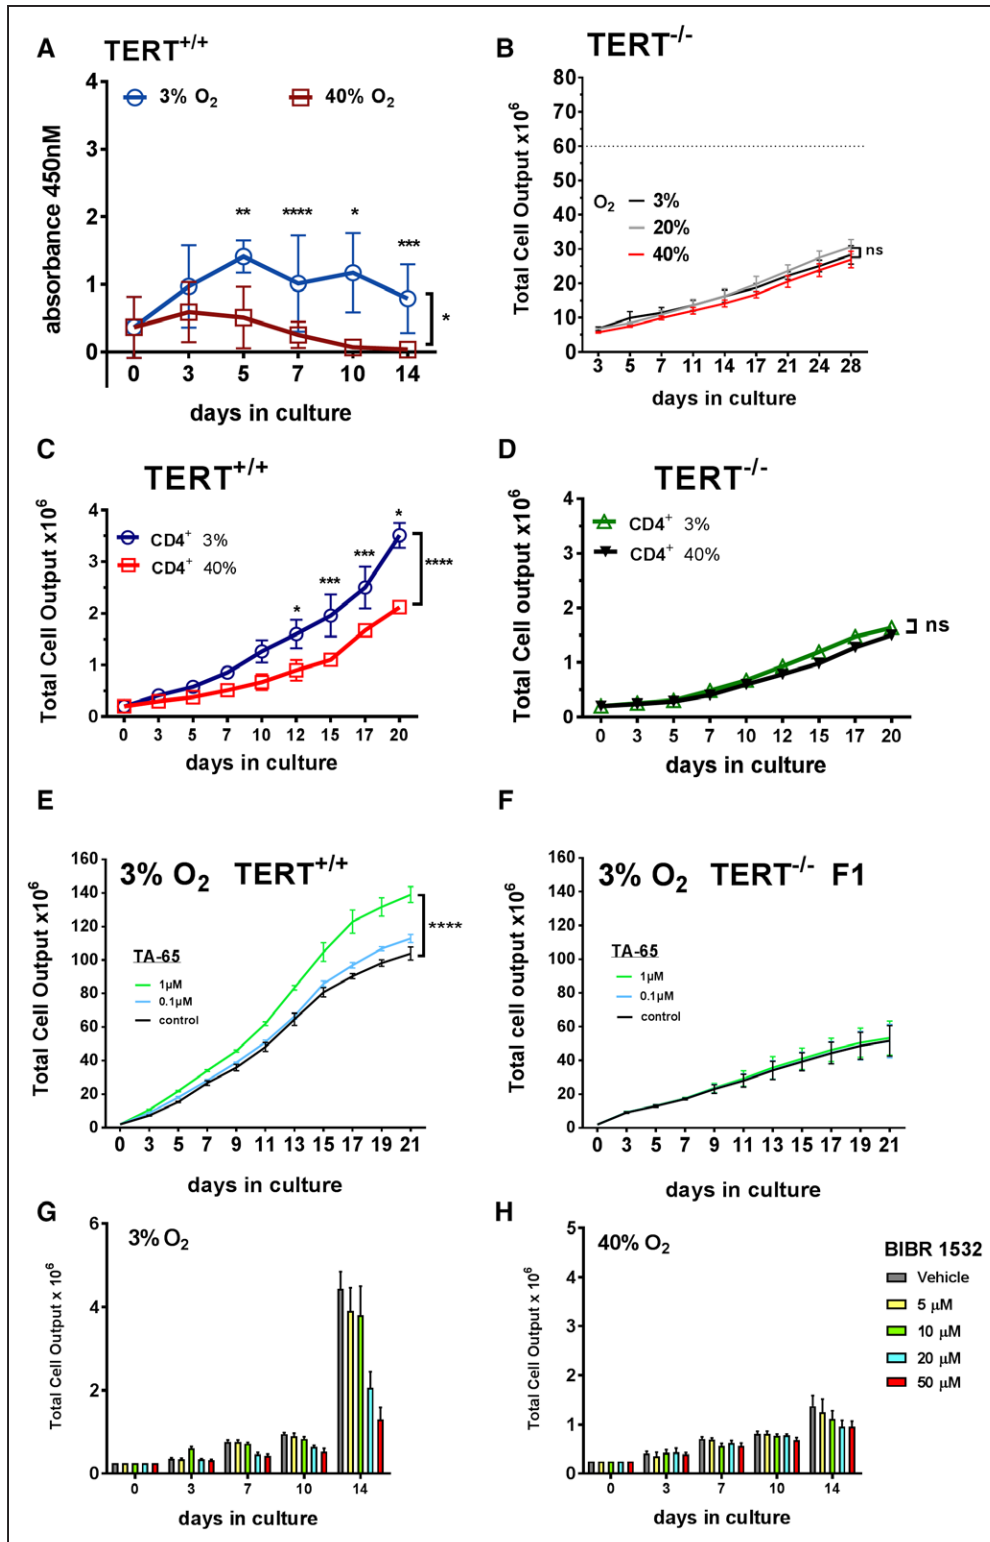 A
TERT+/+
3% O2
40% O2
absorbance 450nM
4
3
2
1
0
**
****
*
***
*
0 3 5 7 10 14
days in culture
B
TERT-/-
Total Cell Output x10^6
80
70
60
50
40
30
20
10
0
O2
3%
20%
40%
ns
3 5 7 11 14 17 21 24 28
days in culture
C
TERT+/+
Total Cell Output x10^6
4
3
2
1
0
CD4+ 3%
CD4+ 40%
*
***
***
*
****
0 3 5 7 10 12 15 17 20
days in culture
D
TERT-/-
Total Cell output x10^6
4
3
2
1
0
CD4+ 3%
CD4+ 40%
ns
0 3 5 7 10 12 15 17 20
days in culture
E
3% O2 TERT+/+
Total Cell Output x10^6
160
140
120
100
80
60
40
20
0
TA-65
1µM
0.1µM
control
****
0 3 5 7 9 11 13 15 17 19 21
days in culture
F
3% O2 TERT-/- F1
Total cell output x10^6
160
140
120
100
80
60
40
20
0
TA-65
1µM
0.1µM
control
0 3 5 7 9 11 13 15 17 19 21
days in culture
G
3% O2
Total Cell Output x 10^6
6
4
2
0
0 3 7 10 14
days in culture
H
40% O2
Total Cell Output x 10^6
5
4
3
2
1
0
0 3 7 10 14
days in culture
BIBR 1532
Vehicle
5 µM
10 µM
20 µM
50 µM